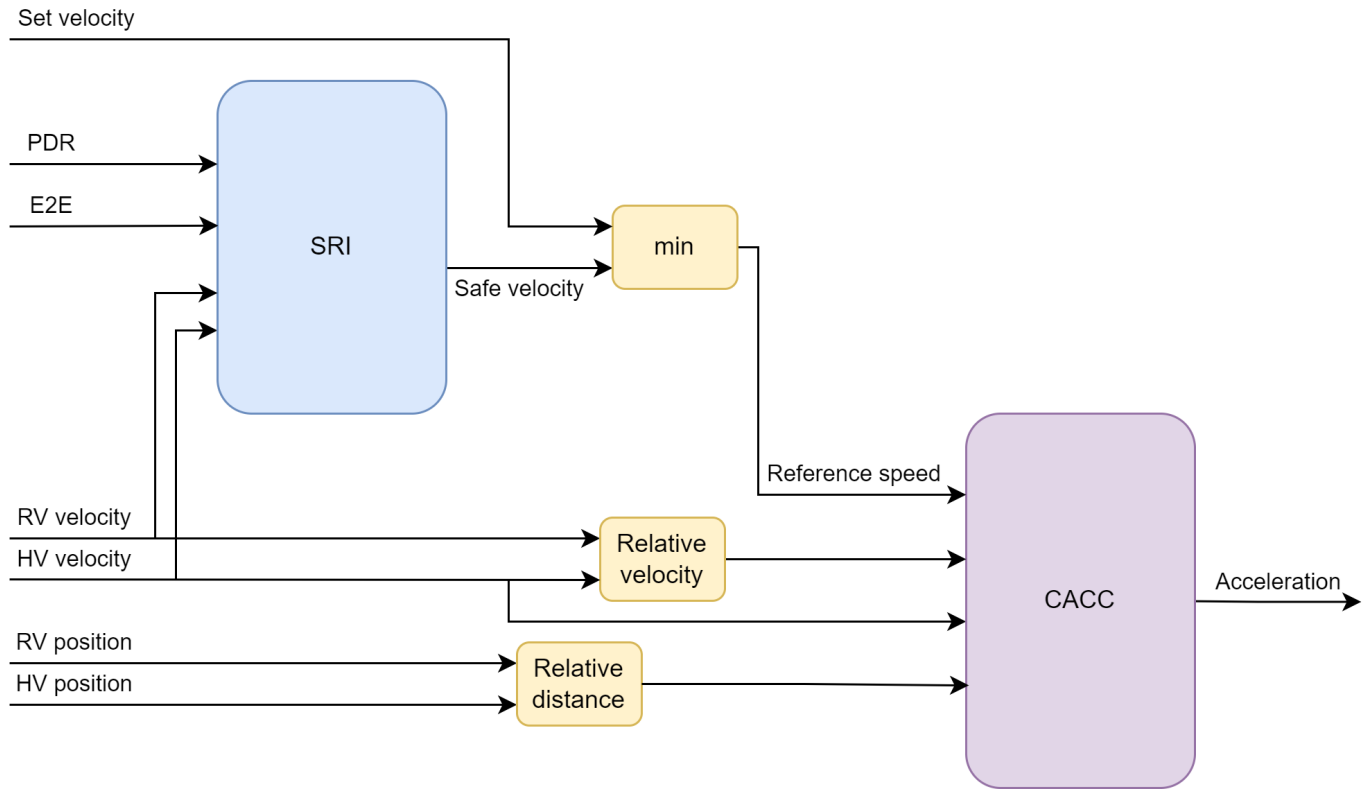 Set velocity
PDR
E2E
SRI
min
Safe velocity
Reference speed
RV velocity
HV velocity
Relative
velocity
CACC
Acceleration
RV position
HV position
Relative
distance